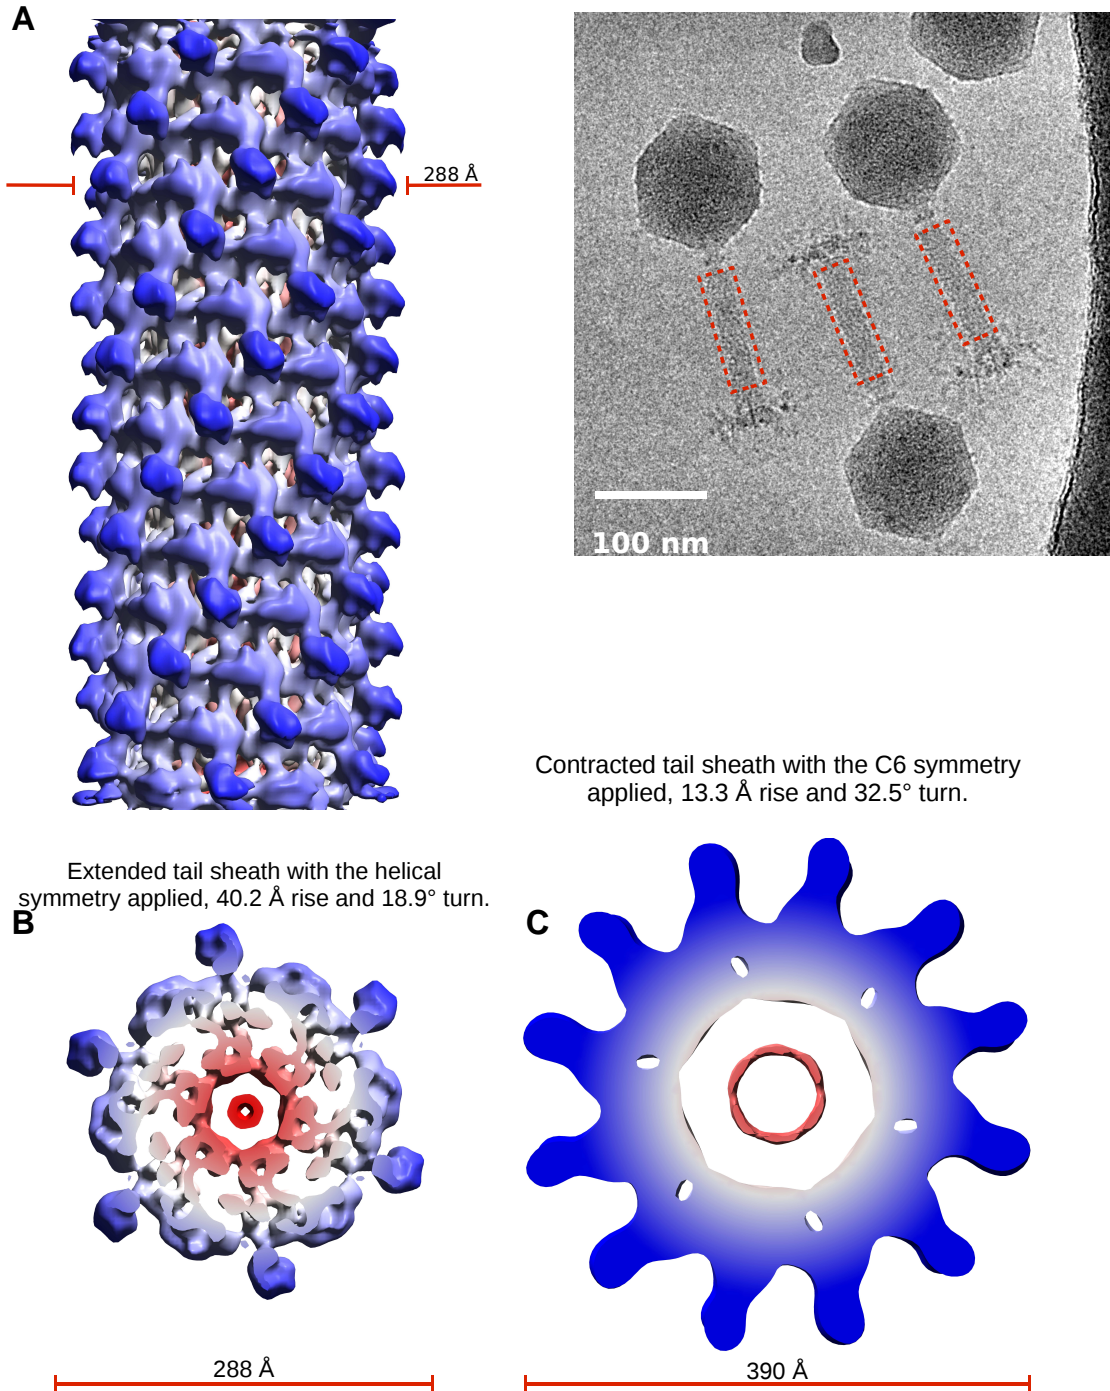 A
288 Å
100 nm
Contracted tail sheath with the C6 symmetry
applied, 13.3 Å rise and 32.5° turn.
Extended tail sheath with the helical
symmetry applied, 40.2 Å rise and 18.9° turn.
B
C
288 Å
390 Å